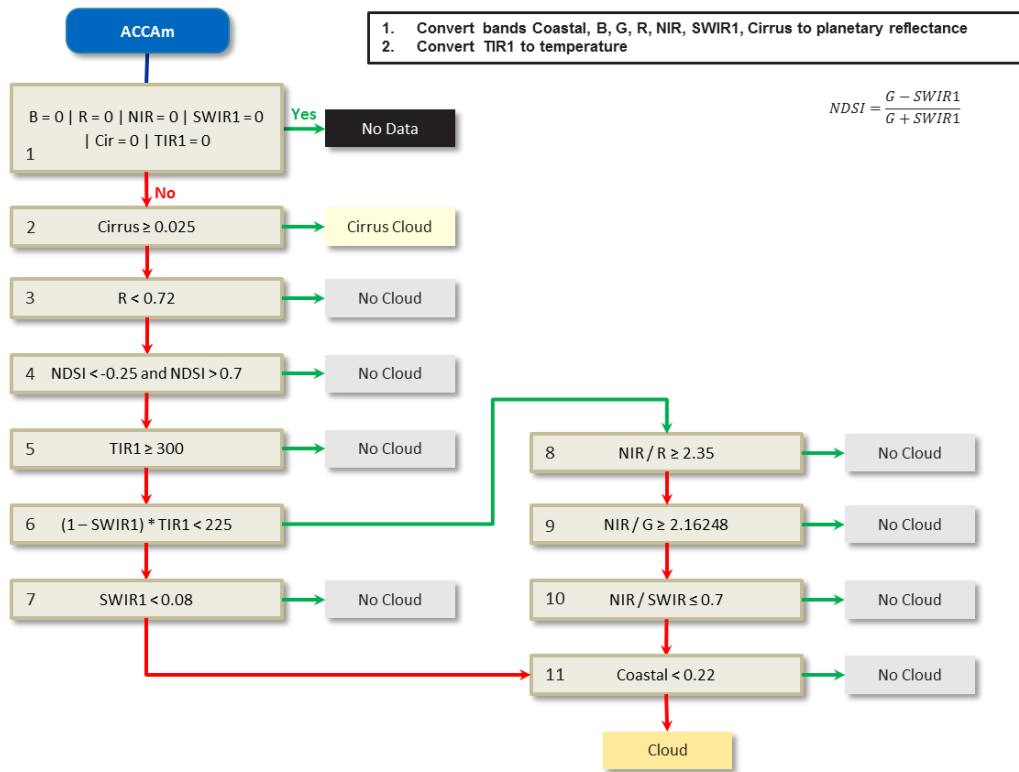 ACCAm
1. Convert bands Coastal, B, G, R, NIR, SWIR1, Cirrus to planetary reflectance
2. Convert TIR1 to temperature
NDSI = (G − SWIR1) / (G + SWIR1)
B = 0 | R = 0 | NIR = 0 | SWIR1 = 0
| Cir = 0 | TIR1 = 0
1
Yes
No Data
No
2 Cirrus ≥ 0.025
Cirrus Cloud
3 R < 0.72
No Cloud
4 NDSI < -0.25 and NDSI > 0.7
No Cloud
5 TIR1 ≥ 300
No Cloud
6 (1 – SWIR1) * TIR1 < 225
7 SWIR1 < 0.08
No Cloud
8 NIR / R ≥ 2.35
No Cloud
9 NIR / G ≥ 2.16248
No Cloud
10 NIR / SWIR ≤ 0.7
No Cloud
11 Coastal < 0.22
No Cloud
Cloud